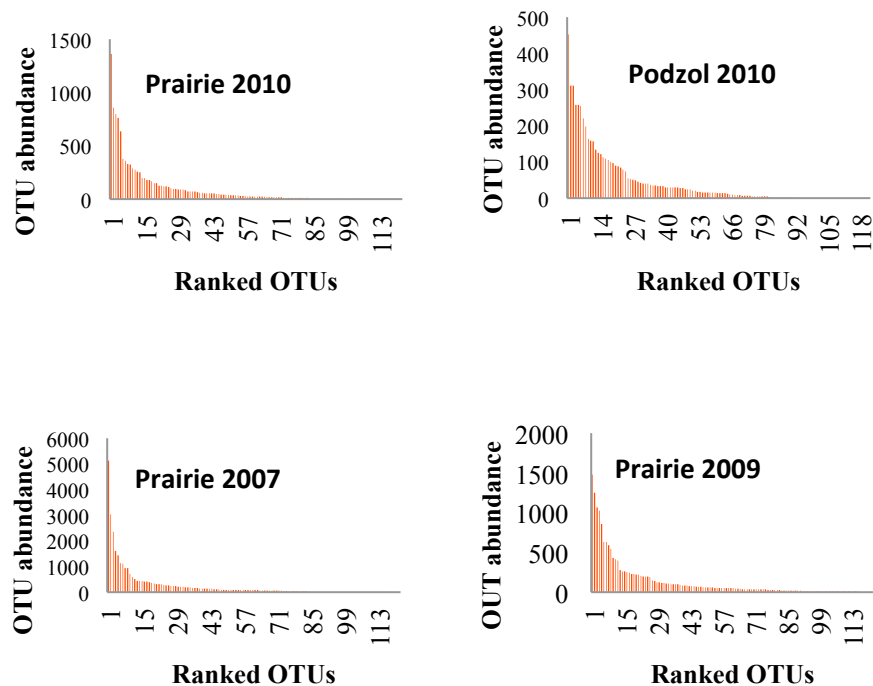 1500
1000
500
0
OTU abundance
Prairie 2010
1 15 29 43 57 71 85 99 113
Ranked OTUs
500
400
300
200
100
0
OTU abundance
Podzol 2010
1 14 27 40 53 66 79 92 105 118
Ranked OTUs
6000
5000
4000
3000
2000
1000
0
OTU abundance
Prairie 2007
1 15 29 43 57 71 85 99 113
Ranked OTUs
2000
1500
1000
500
0
OUT abundance
Prairie 2009
1 15 29 43 57 71 85 99 113
Ranked OTUs